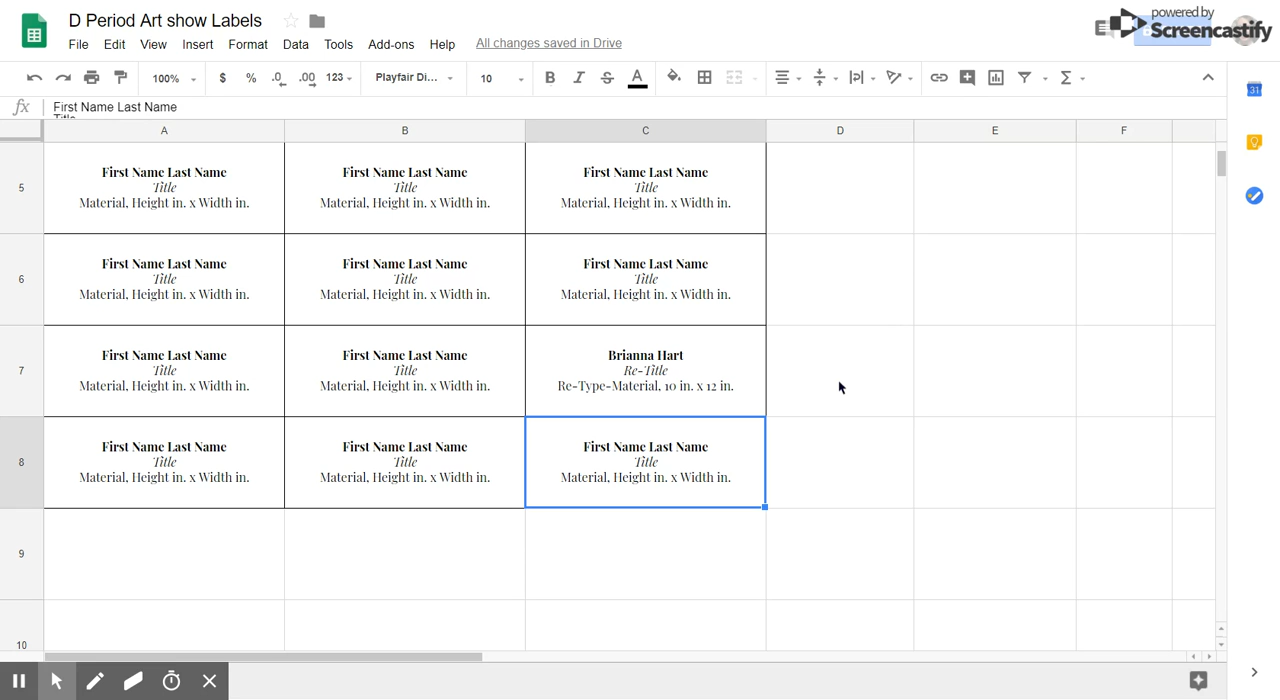 D Period Art show Labels
powered by
Screencastify
File Edit View Insert Format Data Tools Add-ons Help All changes saved in Drive
100% $ % .0 .00 123 Playfair Di... 10 B I S A
fx First Name Last Name
Title
A B C D E F
5
First Name Last Name
Title
Material, Height in. x Width in.
First Name Last Name
Title
Material, Height in. x Width in.
First Name Last Name
Title
Material, Height in. x Width in.
6
First Name Last Name
Title
Material, Height in. x Width in.
First Name Last Name
Title
Material, Height in. x Width in.
First Name Last Name
Title
Material, Height in. x Width in.
7
First Name Last Name
Title
Material, Height in. x Width in.
First Name Last Name
Title
Material, Height in. x Width in.
Brianna Hart
Re-Title
Re-Type-Material, 10 in. x 12 in.
8
First Name Last Name
Title
Material, Height in. x Width in.
First Name Last Name
Title
Material, Height in. x Width in.
First Name Last Name
Title
Material, Height in. x Width in.
9
10
31